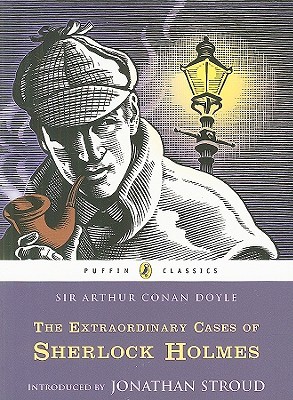 PUFFIN CLASSICS
SIR ARTHUR CONAN DOYLE
THE EXTRAORDINARY CASES OF
SHERLOCK HOLMES
INTRODUCED BY JONATHAN STROUD